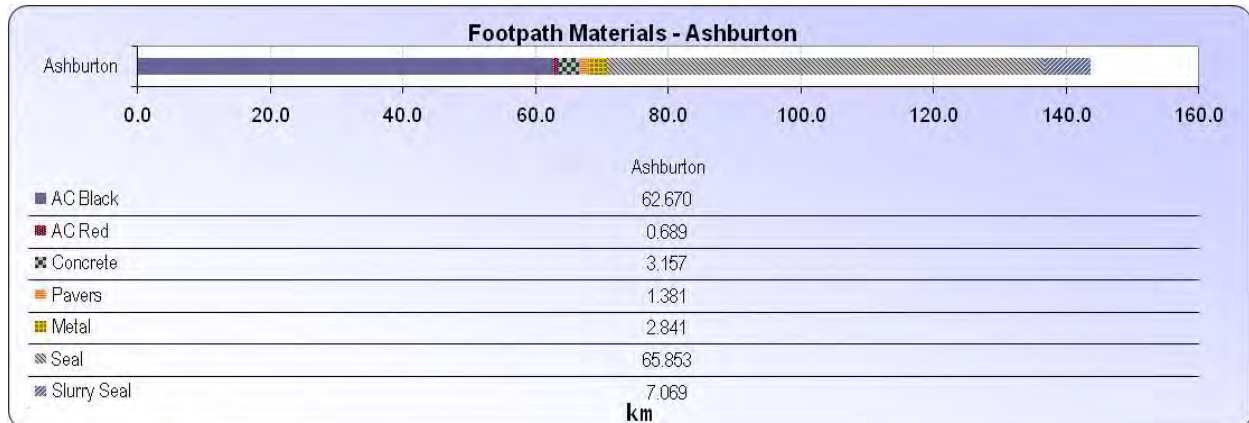 Footpath Materials - Ashburton
Ashburton
0.0 20.0 40.0 60.0 80.0 100.0 120.0 140.0 160.0
Ashburton
AC Black 62.670
AC Red 0.689
Concrete 3.157
Pavers 1.381
Metal 2.841
Seal 65.853
Slurry Seal 7.069
km